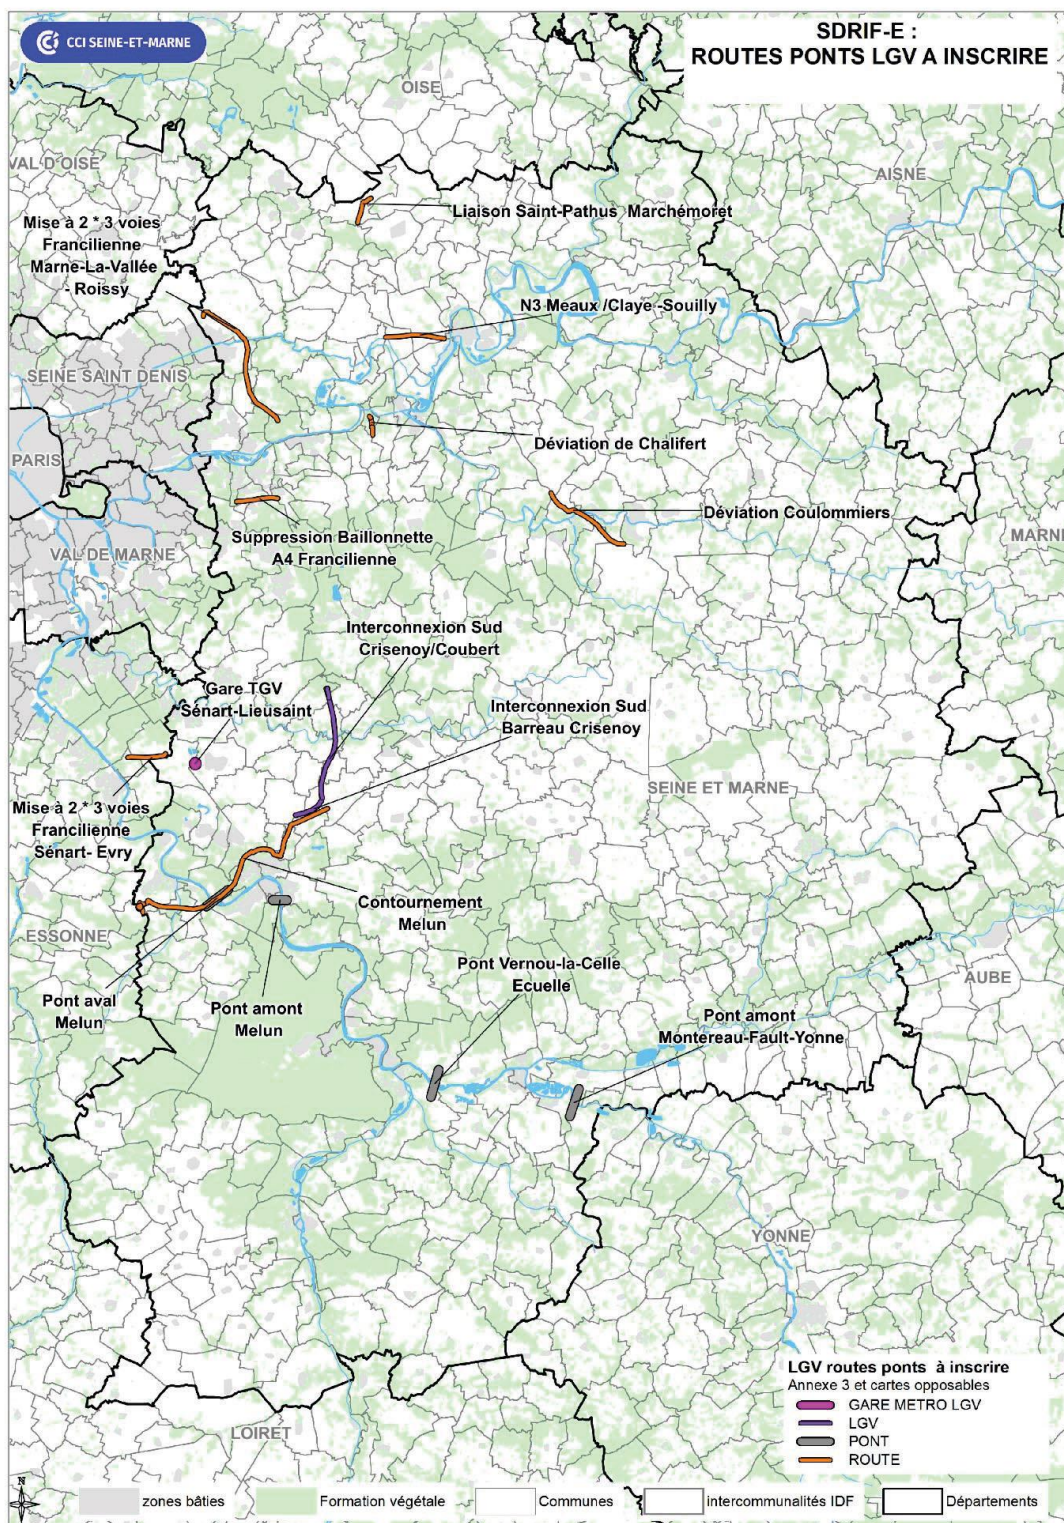 CCI SEINE-ET-MARNE
SDRIF-E :
ROUTES PONTS LGV A INSCRIRE
OISE
VAL D'OISE
AISNE
Mise à 2 * 3 voies
Francilienne
Marne-La-Vallée
- Roissy
Liaison Saint-Pathus Marchémoret
N3 Meaux /Claye -Souilly
SEINE SAINT DENIS
PARIS
Déviation de Chalifert
Déviation Coulommiers
Suppression Baillonnette
A4 Francilienne
VAL DE MARNE
MARNE
Interconnexion Sud
Crisenoy/Coubert
Gare TGV
Sénart-Lieusaint
Interconnexion Sud
Barreau Crisenoy
SEINE ET MARNE
Mise à 2 * 3 voies
Francilienne
Sénart- Evry
Contournement
Melun
ESSONNE
Pont aval
Melun
Pont amont
Melun
Pont Vernou-la-Celle
Ecuelle
AUBE
Pont amont
Montereau-Fault-Yonne
YONNE
LOIRET
LGV routes ponts à inscrire
Annexe 3 et cartes opposables
GARE METRO LGV
LGV
PONT
ROUTE
N
zones bâties
Formation végétale
Communes
intercommunalités IDF
Départements